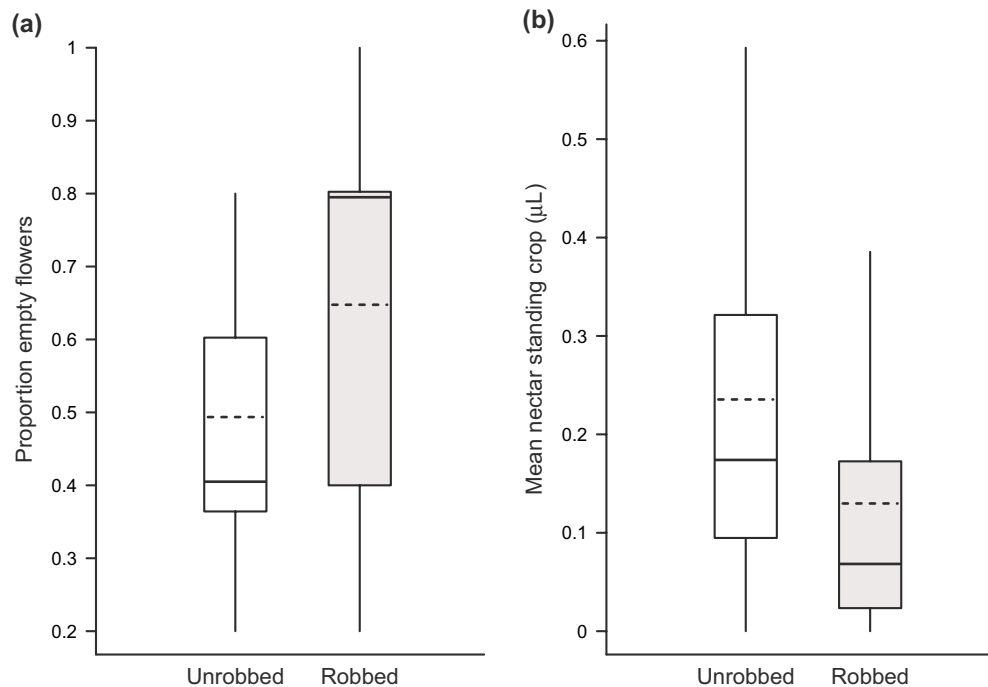 (a)
Proportion empty flowers
1
0.9
0.8
0.7
0.6
0.5
0.4
0.3
0.2
Unrobbed Robbed
(b)
Mean nectar standing crop (μL)
0.6
0.5
0.4
0.3
0.2
0.1
0
Unrobbed Robbed